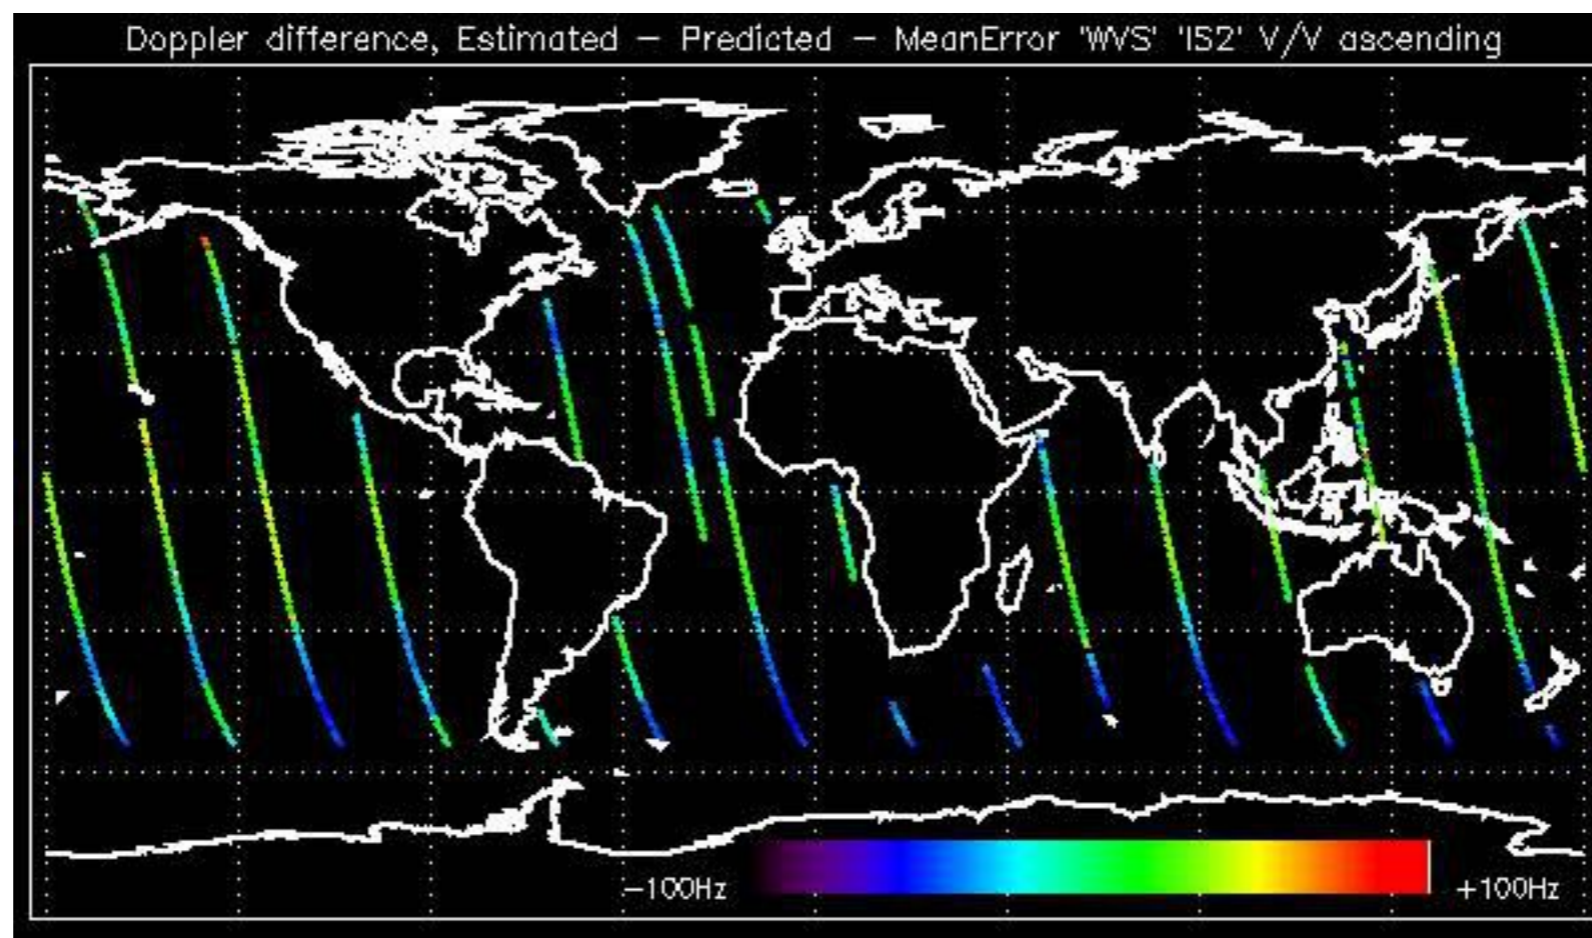 Doppler difference, Estimated – Predicted – MeanError 'WVS' 'IS2' V/V ascending
–100Hz
+100Hz